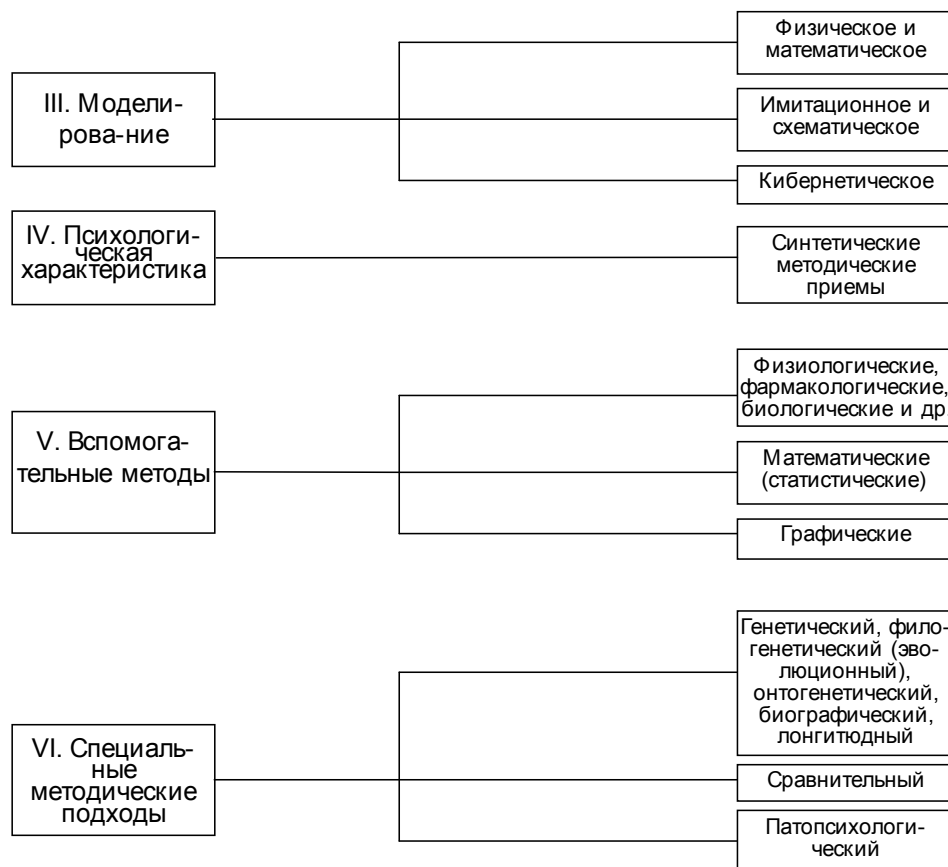 Физическое и
математическое
III. Модели-
рова-ние
Имитационное и
схематическое
Кибернетическое
IV. Психологи-
ческая
характеристика
Синтетические
методические
приемы
Физиологические,
фармакологические,
биологические и др.
V. Вспомога-
тельные методы
Математические
(статистические)
Графические
Генетический, фило-
генетический (эво-
люционный),
онтогенетический,
биографический,
лонгитюдный
VI. Специаль-
ные
методические
подходы
Сравнительный
Патопсихологи-
ческий